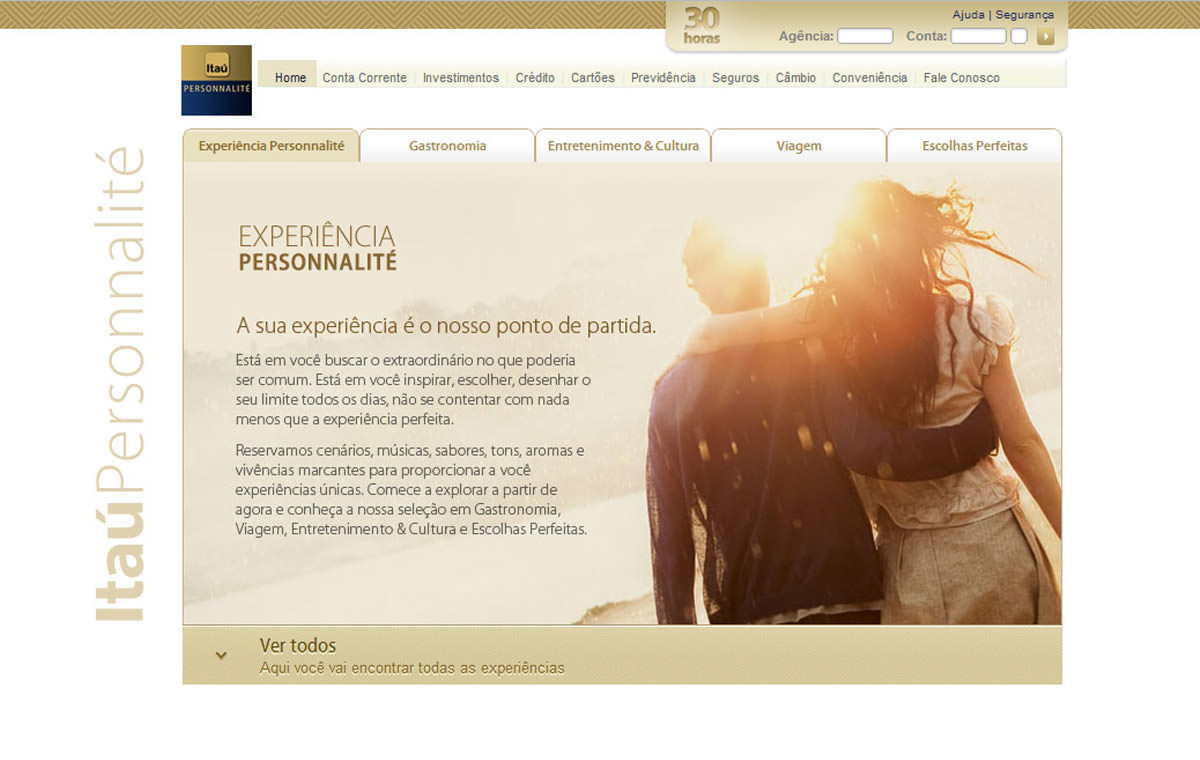 30
horas
Ajuda | Segurança
Agência:
Conta:
Itaú
PERSONNALITÉ
Home
Conta Corrente
Investimentos
Crédito
Cartões
Previdência
Seguros
Câmbio
Conveniência
Fale Conosco
Experiência Personnalité
Gastronomia
Entretenimento & Cultura
Viagem
Escolhas Perfeitas
ItaúPersonnalité
EXPERIÊNCIA
PERSONNALITÉ
A sua experiência é o nosso ponto de partida.
Está em você buscar o extraordinário no que poderia
ser comum. Está em você inspirar, escolher, desenhar o
seu limite todos os dias, não se contentar com nada
menos que a experiência perfeita.
Reservamos cenários, músicas, sabores, tons, aromas e
vivências marcantes para proporcionar a você
experiências únicas. Comece a explorar a partir de
agora e conheça a nossa seleção em Gastronomia,
Viagem, Entretenimento & Cultura e Escolhas Perfeitas.
Ver todos
Aqui você vai encontrar todas as experiências